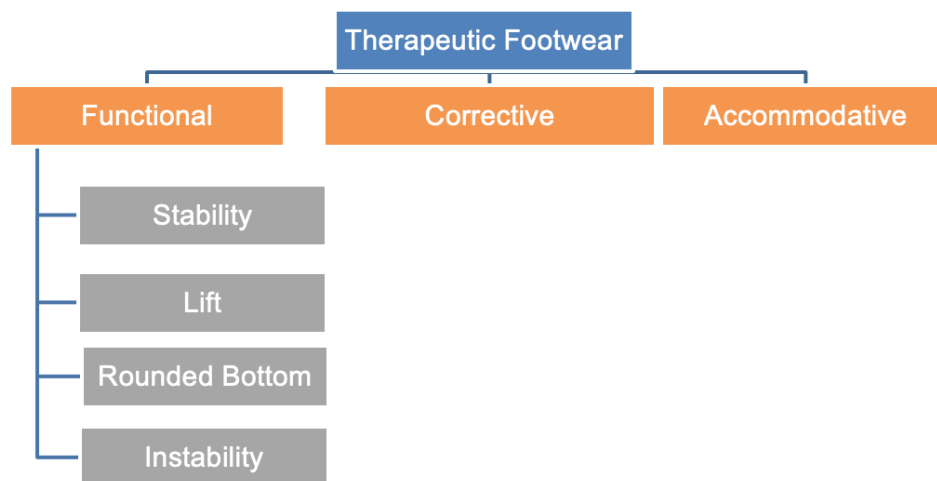 Therapeutic Footwear
Functional
Corrective
Accommodative
Stability
Lift
Rounded Bottom
Instability